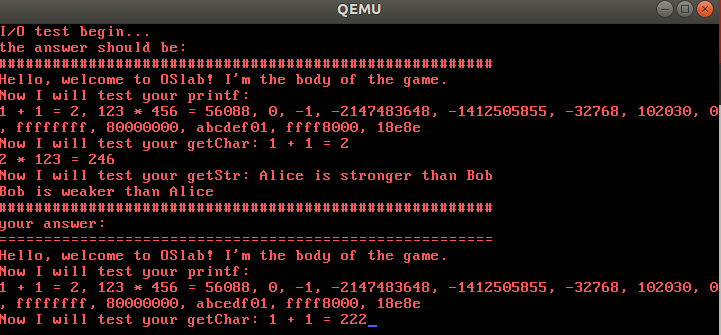 QEMU
I/O test begin...
the answer should be:
##########################################################
Hello, welcome to OSlab! I'm the body of the game.
Now I will test your printf:
1 + 1 = 2, 123 * 456 = 56088, 0, -1, -2147483648, -1412505855, -32768, 102030, 0
, ffffffff, 80000000, abcdef01, ffff8000, 18e8e
Now I will test your getChar: 1 + 1 = 2
2 * 123 = 246
Now I will test your getStr: Alice is stronger than Bob
Bob is weaker than Alice
##########################################################
your answer:
==========================================================
Hello, welcome to OSlab! I'm the body of the game.
Now I will test your printf:
1 + 1 = 2, 123 * 456 = 56088, 0, -1, -2147483648, -1412505855, -32768, 102030, 0
, ffffffff, 80000000, abcedf01, ffff8000, 18e8e
Now I will test your getChar: 1 + 1 = 222_